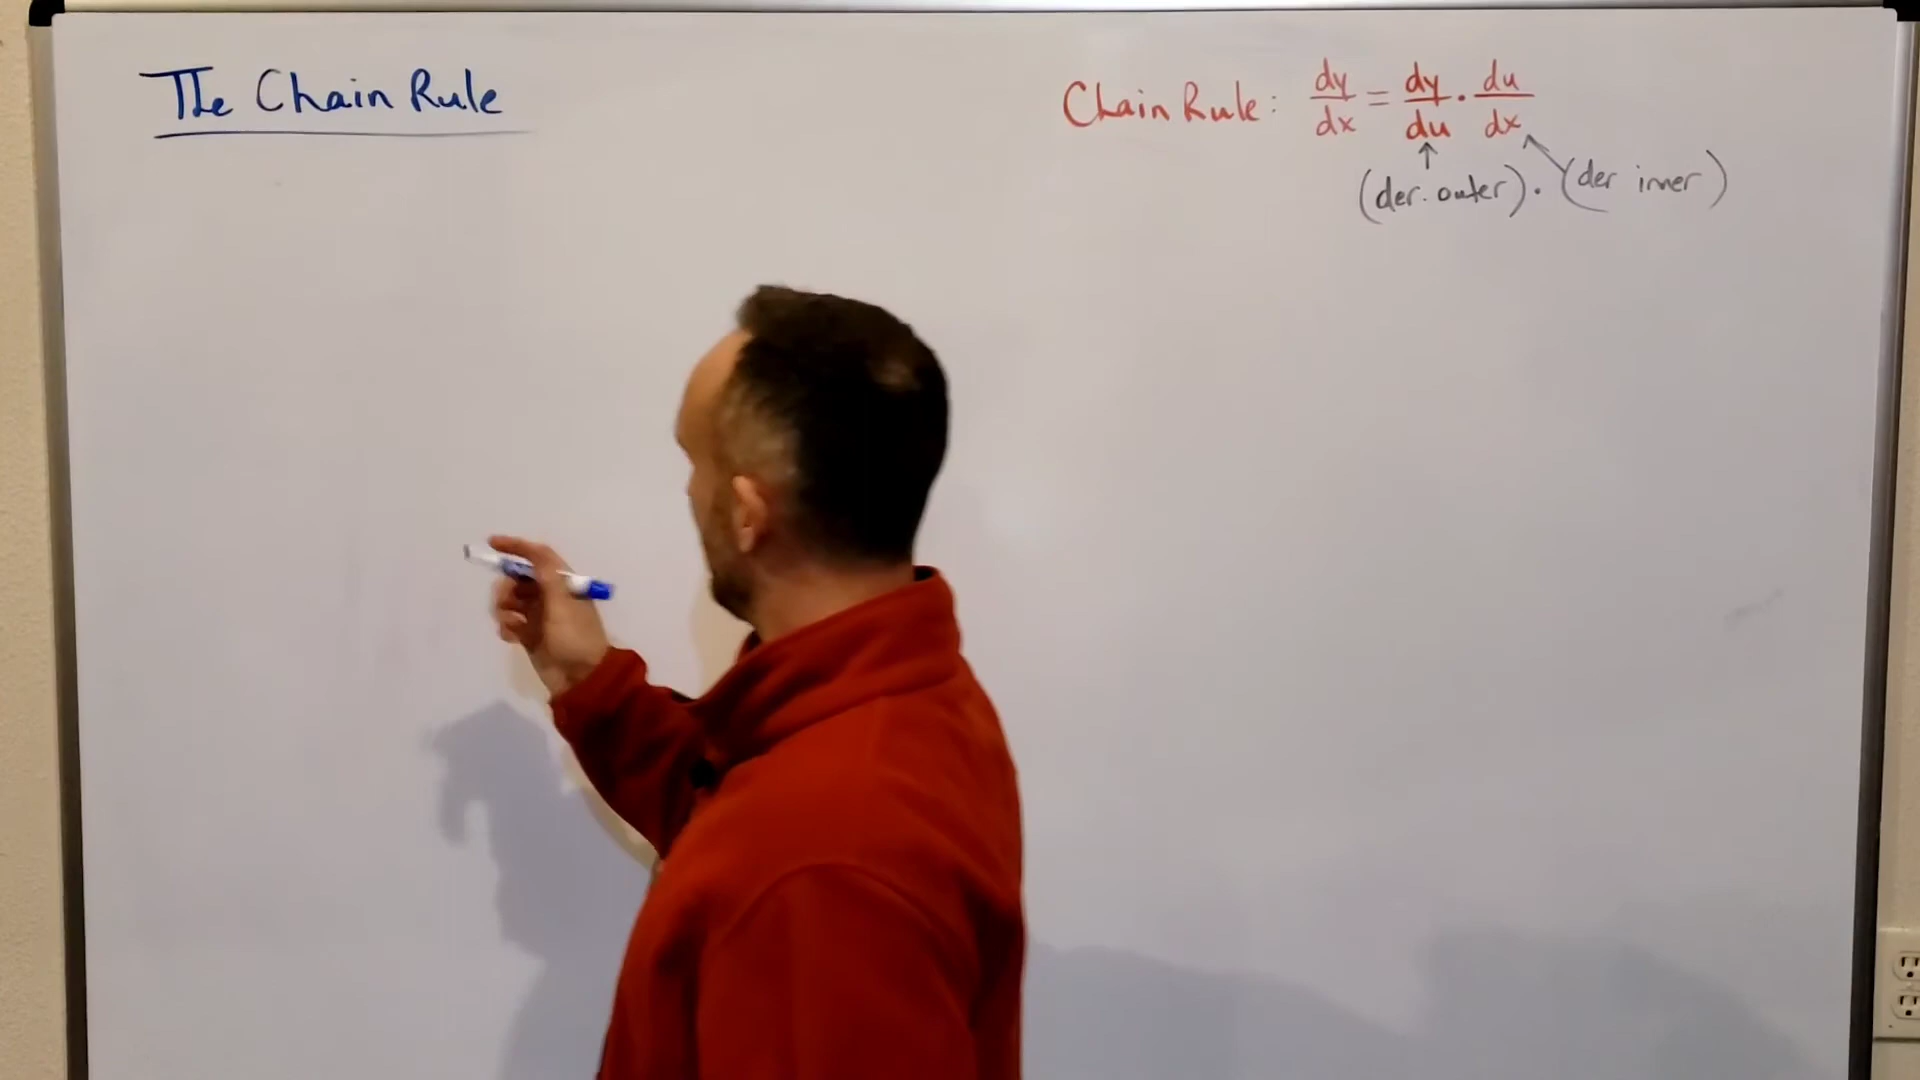 The Chain Rule
Chain Rule: dy/dx = dy/du · du/dx
(der. outer) · (der inner)